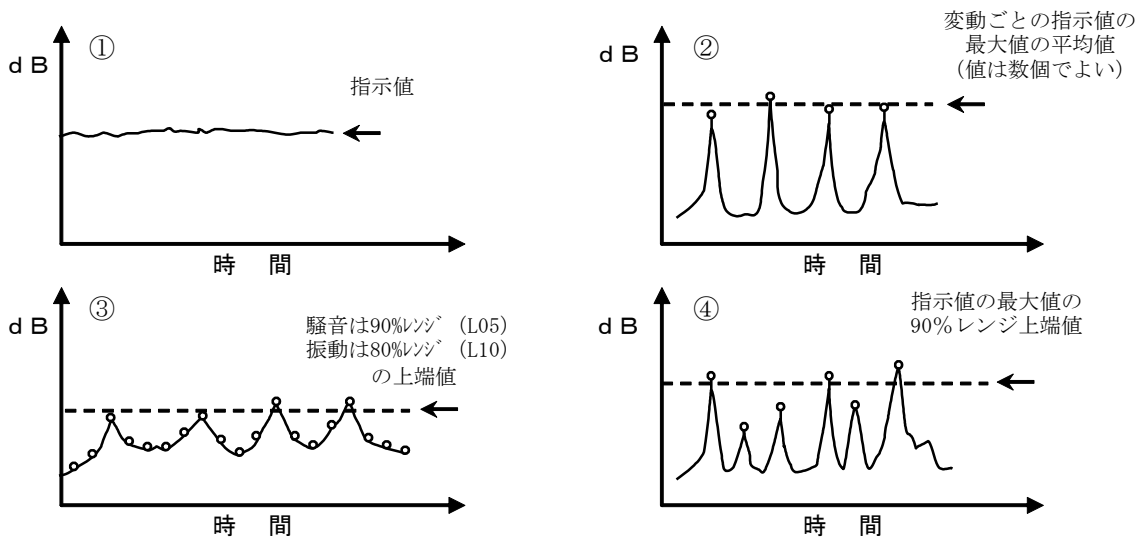 ①
dB
指示値
時 間
②
dB
変動ごとの指示値の
最大値の平均値
(値は数個でよい)
時 間
③
dB
騒音は90%ﾚﾝｼﾞ (L05)
振動は80%ﾚﾝｼﾞ (L10)
の上端値
時 間
④
dB
指示値の最大値の
90%レンジ上端値
時 間